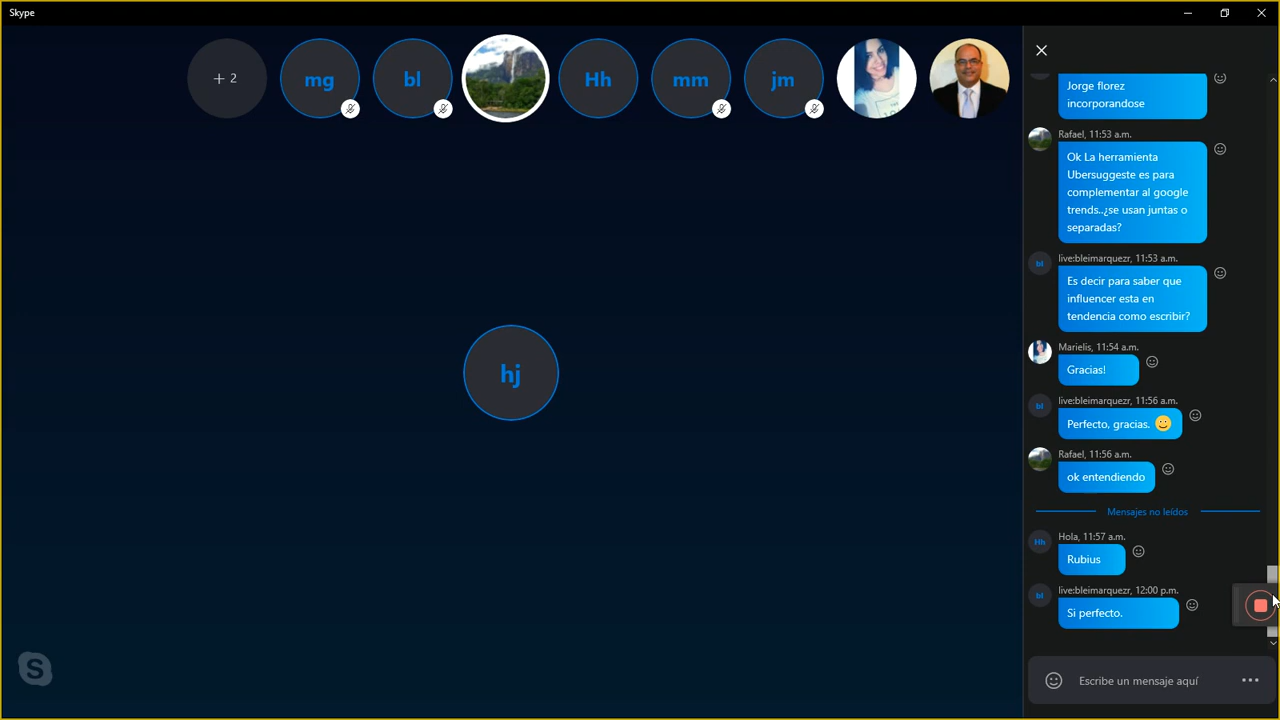 Skype
+ 2
mg
bl
Hh
mm
jm
hj
S
Jorge florez
incorporandose
Rafael, 11:53 a.m.
Ok La herramienta
Ubersuggeste es para
complementar al google
trends..¿se usan juntas o
separadas?
bl
live:bleimarquezr, 11:53 a.m.
Es decir para saber que
influencer esta en
tendencia como escribir?
Marielis, 11:54 a.m.
Gracias!
bl
live:bleimarquezr, 11:56 a.m.
Perfecto, gracias.
Rafael, 11:56 a.m.
ok entendiendo
Mensajes no leídos
Hh
Hola, 11:57 a.m.
Rubius
bl
live:bleimarquezr, 12:00 p.m.
Si perfecto.
Escribe un mensaje aquí